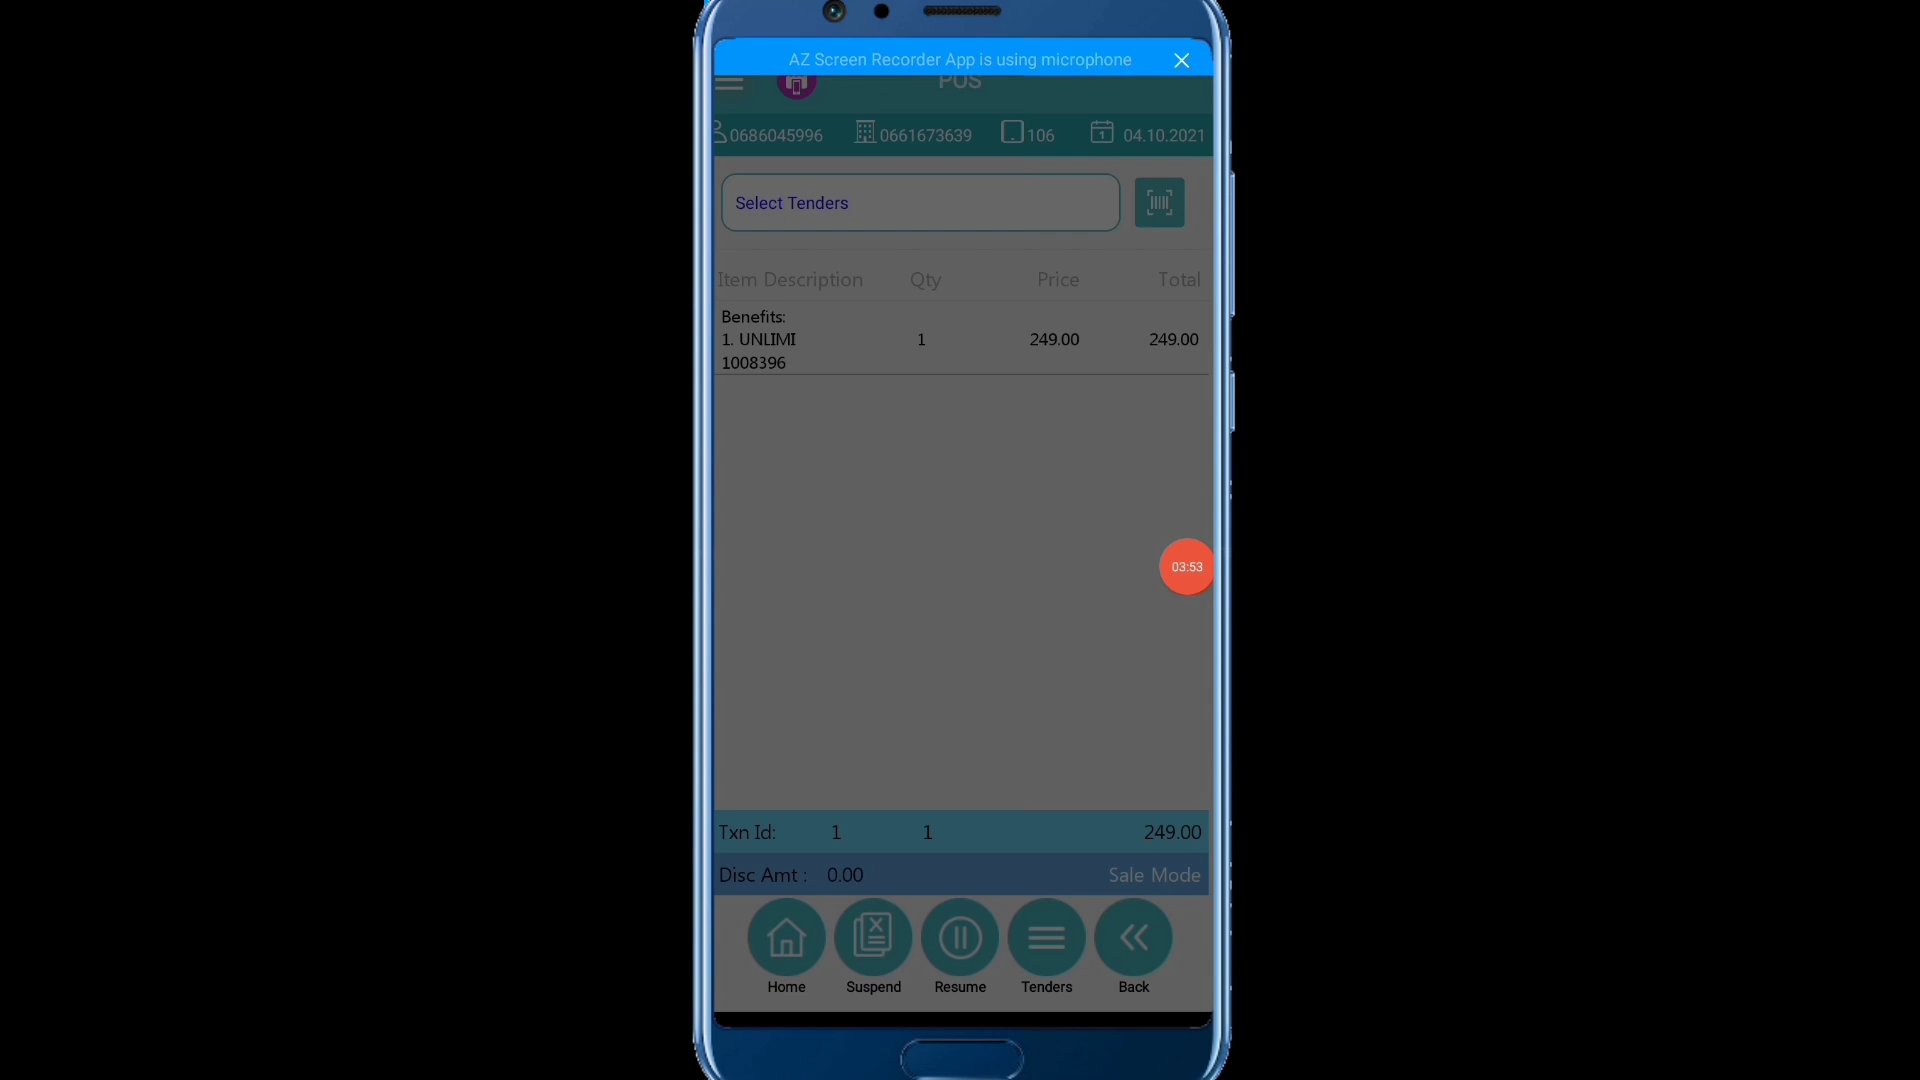 AZ Screen Recorder App is using microphone
POS
0686045996 0661673639 106 1 04.10.2021
Select Tenders
Item Description Qty Price Total
Benefits:
1. UNLIMI 1 249.00 249.00
1008396
03:53
Txn Id: 1 1 249.00
Disc Amt : 0.00 Sale Mode
Home Suspend Resume Tenders Back